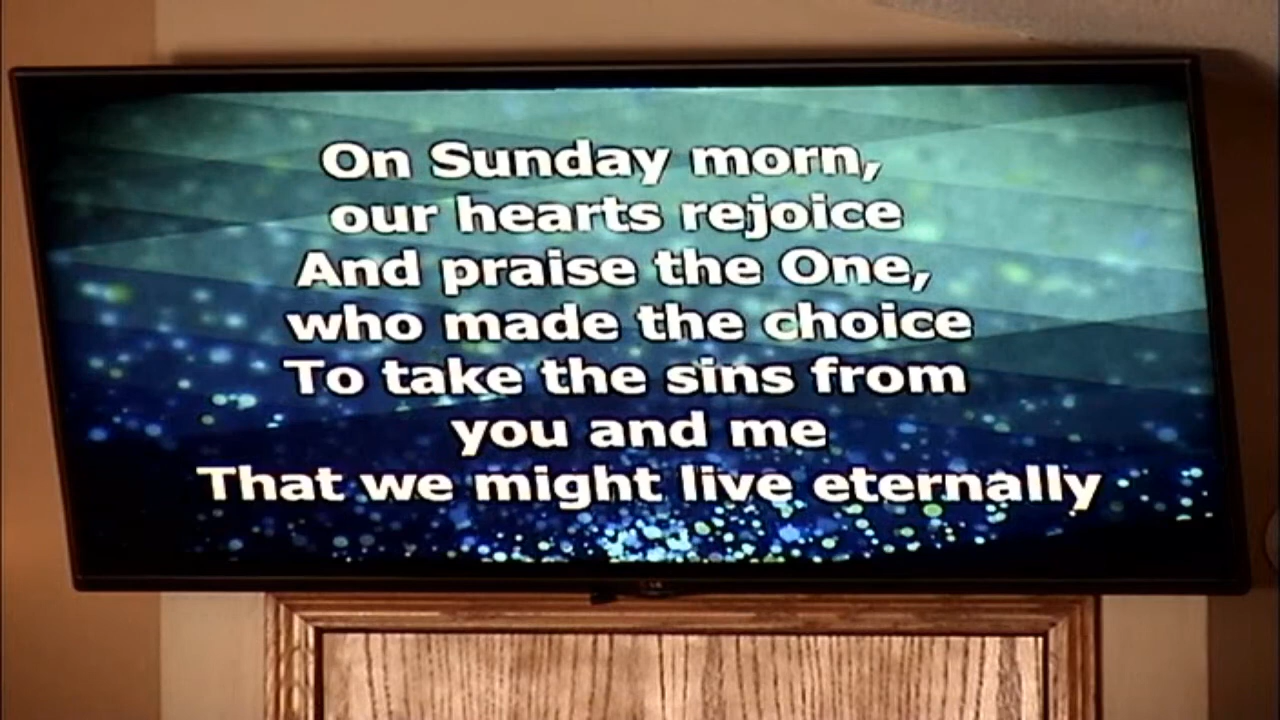 On Sunday morn,
our hearts rejoice
And praise the One,
who made the choice
To take the sins from
you and me
That we might live eternally